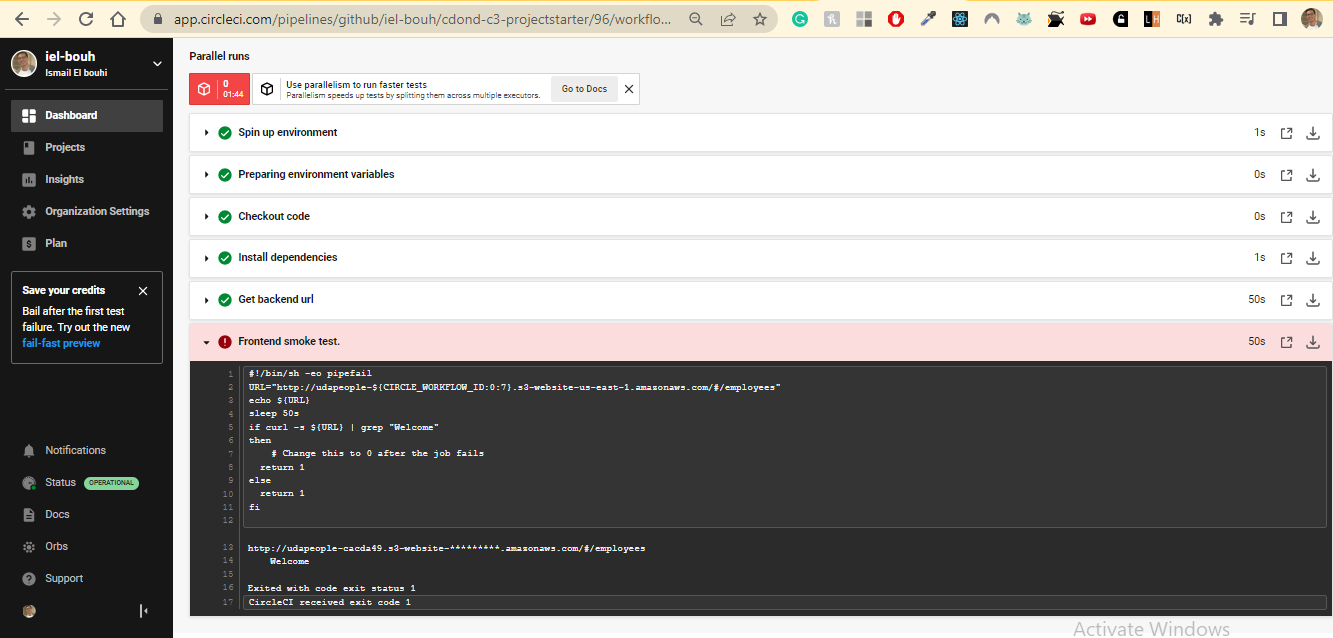 app.circleci.com/pipelines/github/iel-bouh/cdond-c3-projectstarter/96/workflo...
iel-bouh
Ismail El bouhi
Dashboard
Projects
Insights
Organization Settings
Plan
Save your credits
Bail after the first test
failure. Try out the new
fail-fast preview
Notifications
Status OPERATIONAL
Docs
Orbs
Support
Parallel runs
0
01:44
Use parallelism to run faster tests
Parallelism speeds up tests by splitting them across multiple executors.
Go to Docs
Spin up environment 1s
Preparing environment variables 0s
Checkout code 0s
Install dependencies 1s
Get backend url 50s
Frontend smoke test. 50s
1 #!/bin/sh -eo pipefail
2 URL="http://udapeople-${CIRCLE_WORKFLOW_ID:0:7}.s3-website-us-east-1.amazonaws.com/#/employees"
3 echo ${URL}
4 sleep 50s
5 if curl -s ${URL} | grep "Welcome"
6 then
7 # Change this to 0 after the job fails
8 return 1
9 else
10 return 1
11 fi
12
13 http://udapeople-cacda49.s3-website-*********.amazonaws.com/#/employees
14 Welcome
15
16 Exited with code exit status 1
17 CircleCI received exit code 1
Activate Windows